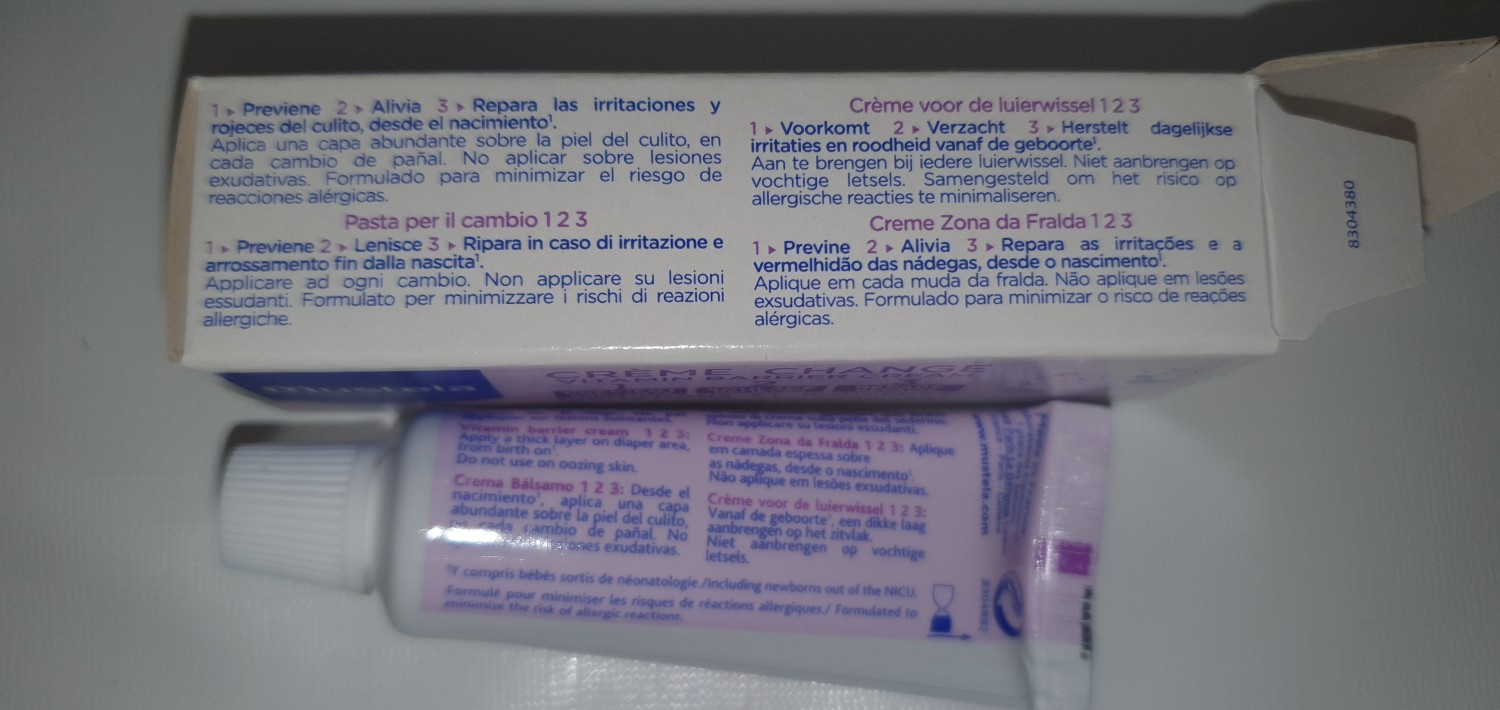 1 ▸ Previene 2 ▸ Alivia 3 ▸ Repara las irritaciones y
rojeces del culito, desde el nacimiento¹.
Aplica una capa abundante sobre la piel del culito, en
cada cambio de pañal. No aplicar sobre lesiones
exudativas. Formulado para minimizar el riesgo de
reacciones alérgicas.
Pasta per il cambio 1 2 3
1 ▸ Previene 2 ▸ Lenisce 3 ▸ Ripara in caso di irritazione e
arrossamento fin dalla nascita¹.
Applicare ad ogni cambio. Non applicare su lesioni
essudanti. Formulato per minimizzare i rischi di reazioni
allergiche.
Crème voor de luierwissel 1 2 3
1 ▸ Voorkomt 2 ▸ Verzacht 3 ▸ Herstelt dagelijkse
irritaties en roodheid vanaf de geboorte¹.
Aan te brengen bij iedere luierwissel. Niet aanbrengen op
vochtige letsels. Samengesteld om het risico op
allergische reacties te minimaliseren.
Creme Zona da Fralda 1 2 3
1 ▸ Previne 2 ▸ Alivia 3 ▸ Repara as irritações e a
vermelhidão das nádegas, desde o nascimento¹.
Aplique em cada muda da fralda. Não aplique em lesões
exsudativas. Formulado para minimizar o risco de reações
alérgicas.
8304380
mustela
CRÈME CHANGE
VITAMIN BARRIER CREAM
1 2 3
Vitamin barrier cream 1 2 3:
Apply a thick layer on diaper area,
from birth on¹.
Do not use on oozing skin.
Crema Bálsamo 1 2 3: Desde el
nacimiento¹, aplica una capa
abundante sobre la piel del culito,
cada cambio de pañal. No
exudativas.
Non applicare su lesioni essudanti.
Creme Zona da Fralda 1 2 3: Aplique
em camada espessa sobre
as nádegas, desde o nascimento¹.
Não aplique em lesões exsudativas.
Crème voor de luierwissel 1 2 3:
Vanaf de geboorte¹, een dikke laag
aanbrengen op het zitvlak.
Niet aanbrengen op vochtige
letsels.
¹Y compris bébés sortis de néonatologie./Including newborns out of the NICU.
Formulé pour minimiser les risques de réactions allergiques./ Formulated to
minimize the risk of allergic reactions.
www.mustela.com